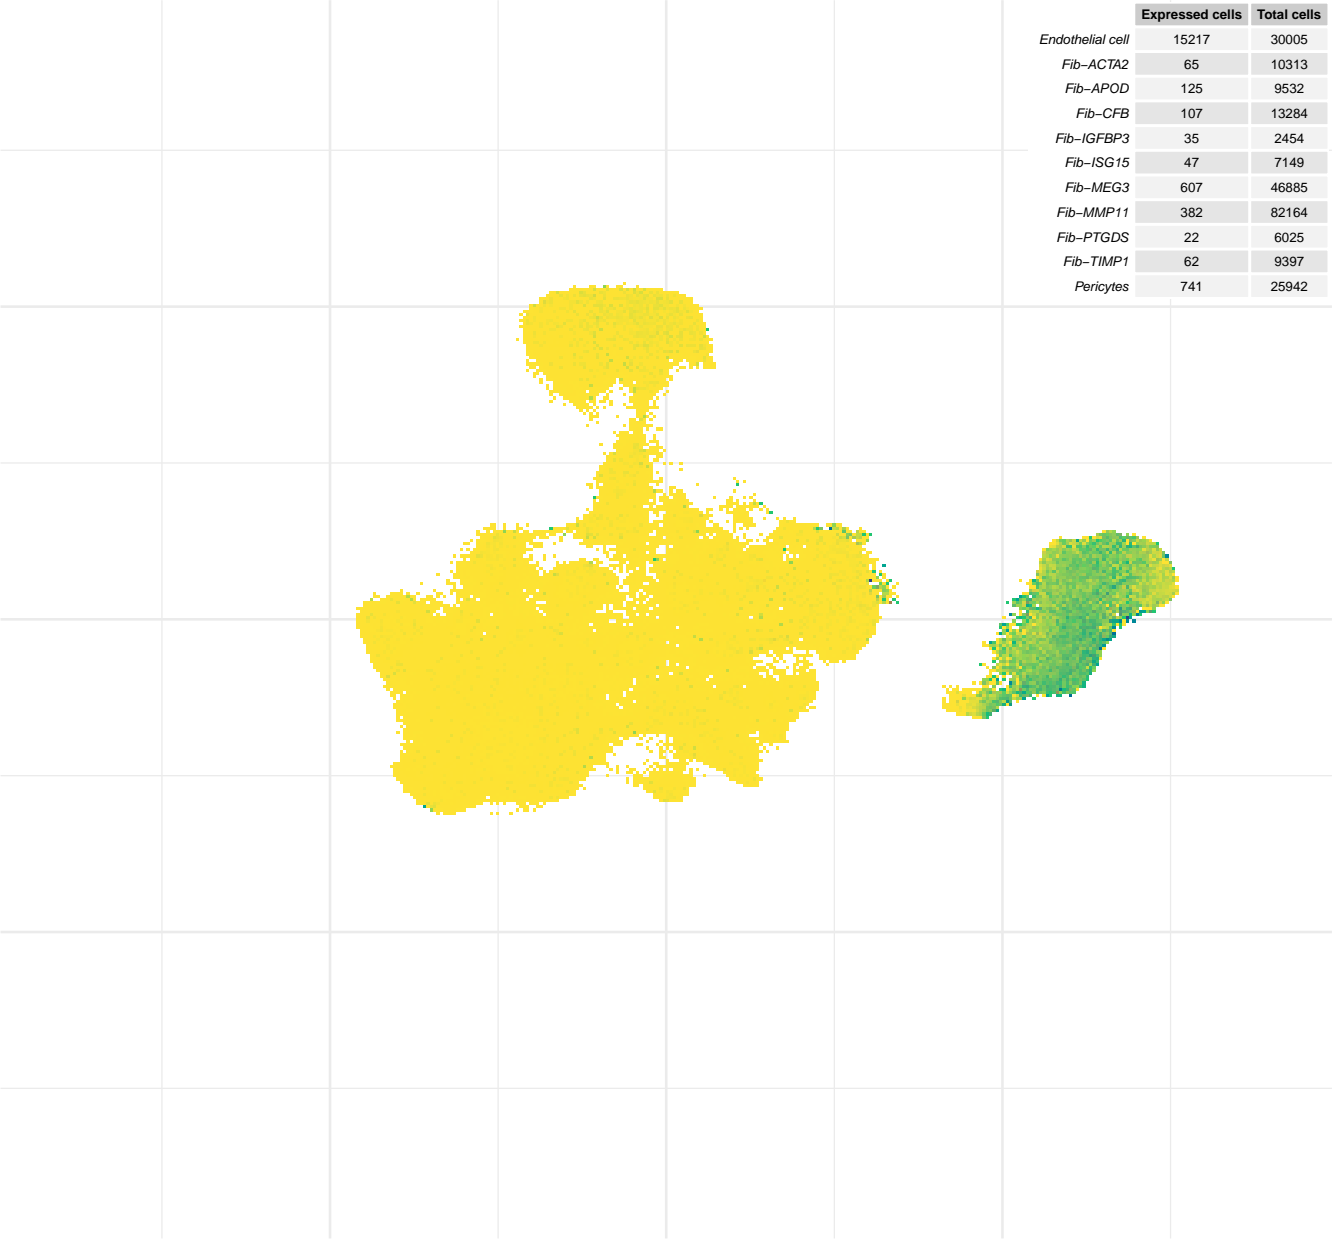 Expressed cells Total cells
Endothelial cell 15217 30005
Fib−ACTA2 65 10313
Fib−APOD 125 9532
Fib−CFB 107 13284
Fib−IGFBP3 35 2454
Fib−ISG15 47 7149
Fib−MEG3 607 46885
Fib−MMP11 382 82164
Fib−PTGDS 22 6025
Fib−TIMP1 62 9397
Pericytes 741 25942